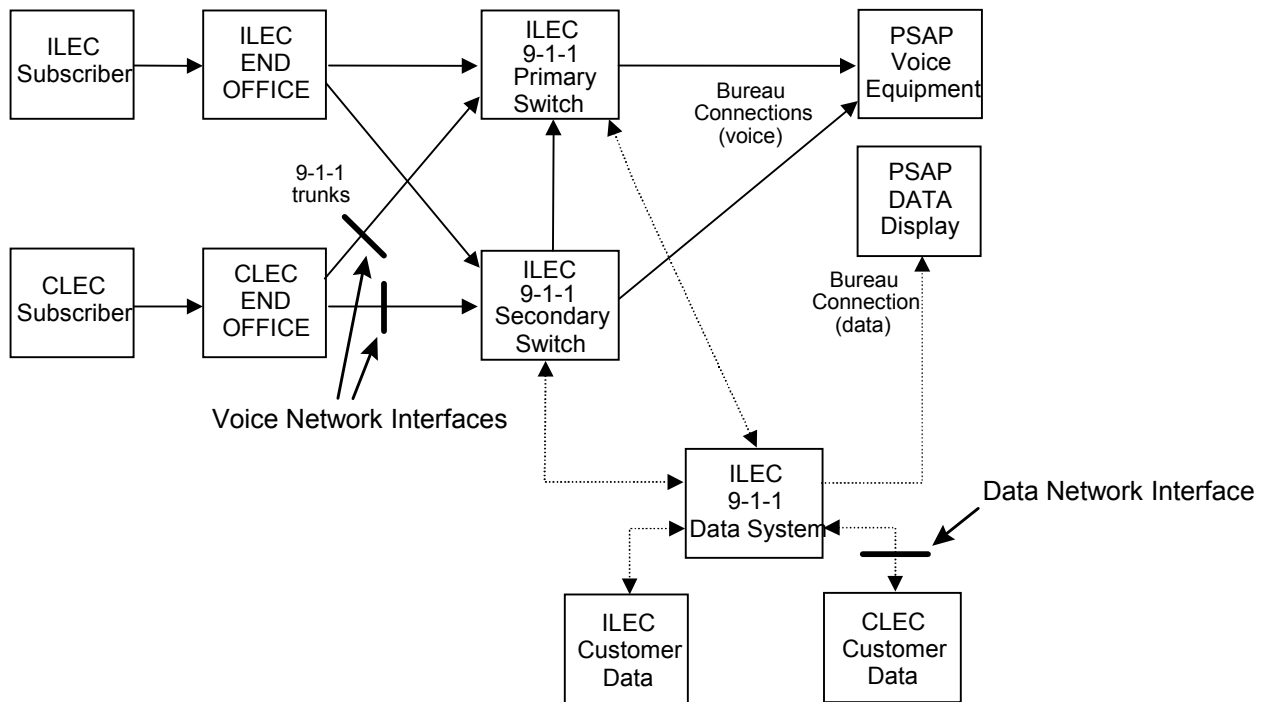 ILEC
Subscriber
ILEC
END
OFFICE
ILEC
9-1-1
Primary
Switch
PSAP
Voice
Equipment
Bureau
Connections
(voice)
9-1-1
trunks
PSAP
DATA
Display
CLEC
Subscriber
CLEC
END
OFFICE
ILEC
9-1-1
Secondary
Switch
Bureau
Connection
(data)
Voice Network Interfaces
ILEC
9-1-1
Data System
Data Network Interface
ILEC
Customer
Data
CLEC
Customer
Data